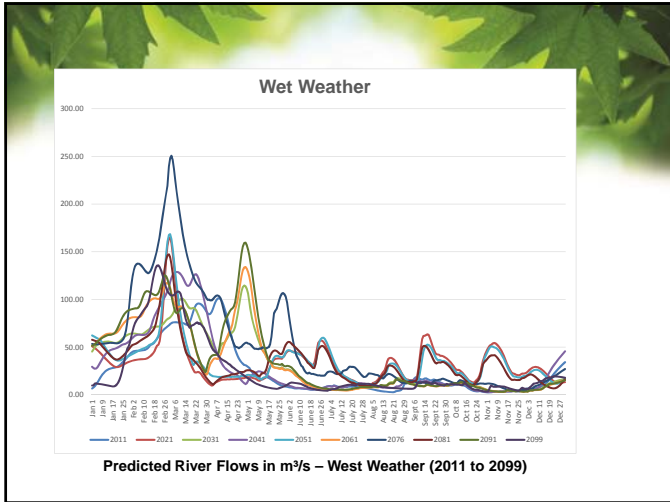 Wet Weather
300.00
250.00
200.00
150.00
100.00
50.00
0.00
Jan 1
Jan 9
Jan 17
Jan 25
Feb 2
Feb 10
Feb 18
Feb 26
Mar 6
Mar 14
Mar 22
Mar 30
Apr 7
Apr 15
Apr 23
May 1
May 9
May 17
May 25
June 2
June 10
June 18
June 26
July 4
July 12
July 20
July 28
Aug 5
Aug 13
Aug 21
Aug 29
Sept 6
Sept 14
Sept 22
Sept 30
Oct 8
Oct 16
Oct 24
Nov 1
Nov 9
Nov 17
Nov 25
Dec 3
Dec 11
Dec 19
Dec 27
2011 2021 2031 2041 2051 2061 2076 2081 2091 2099
Predicted River Flows in m³/s – West Weather (2011 to 2099)